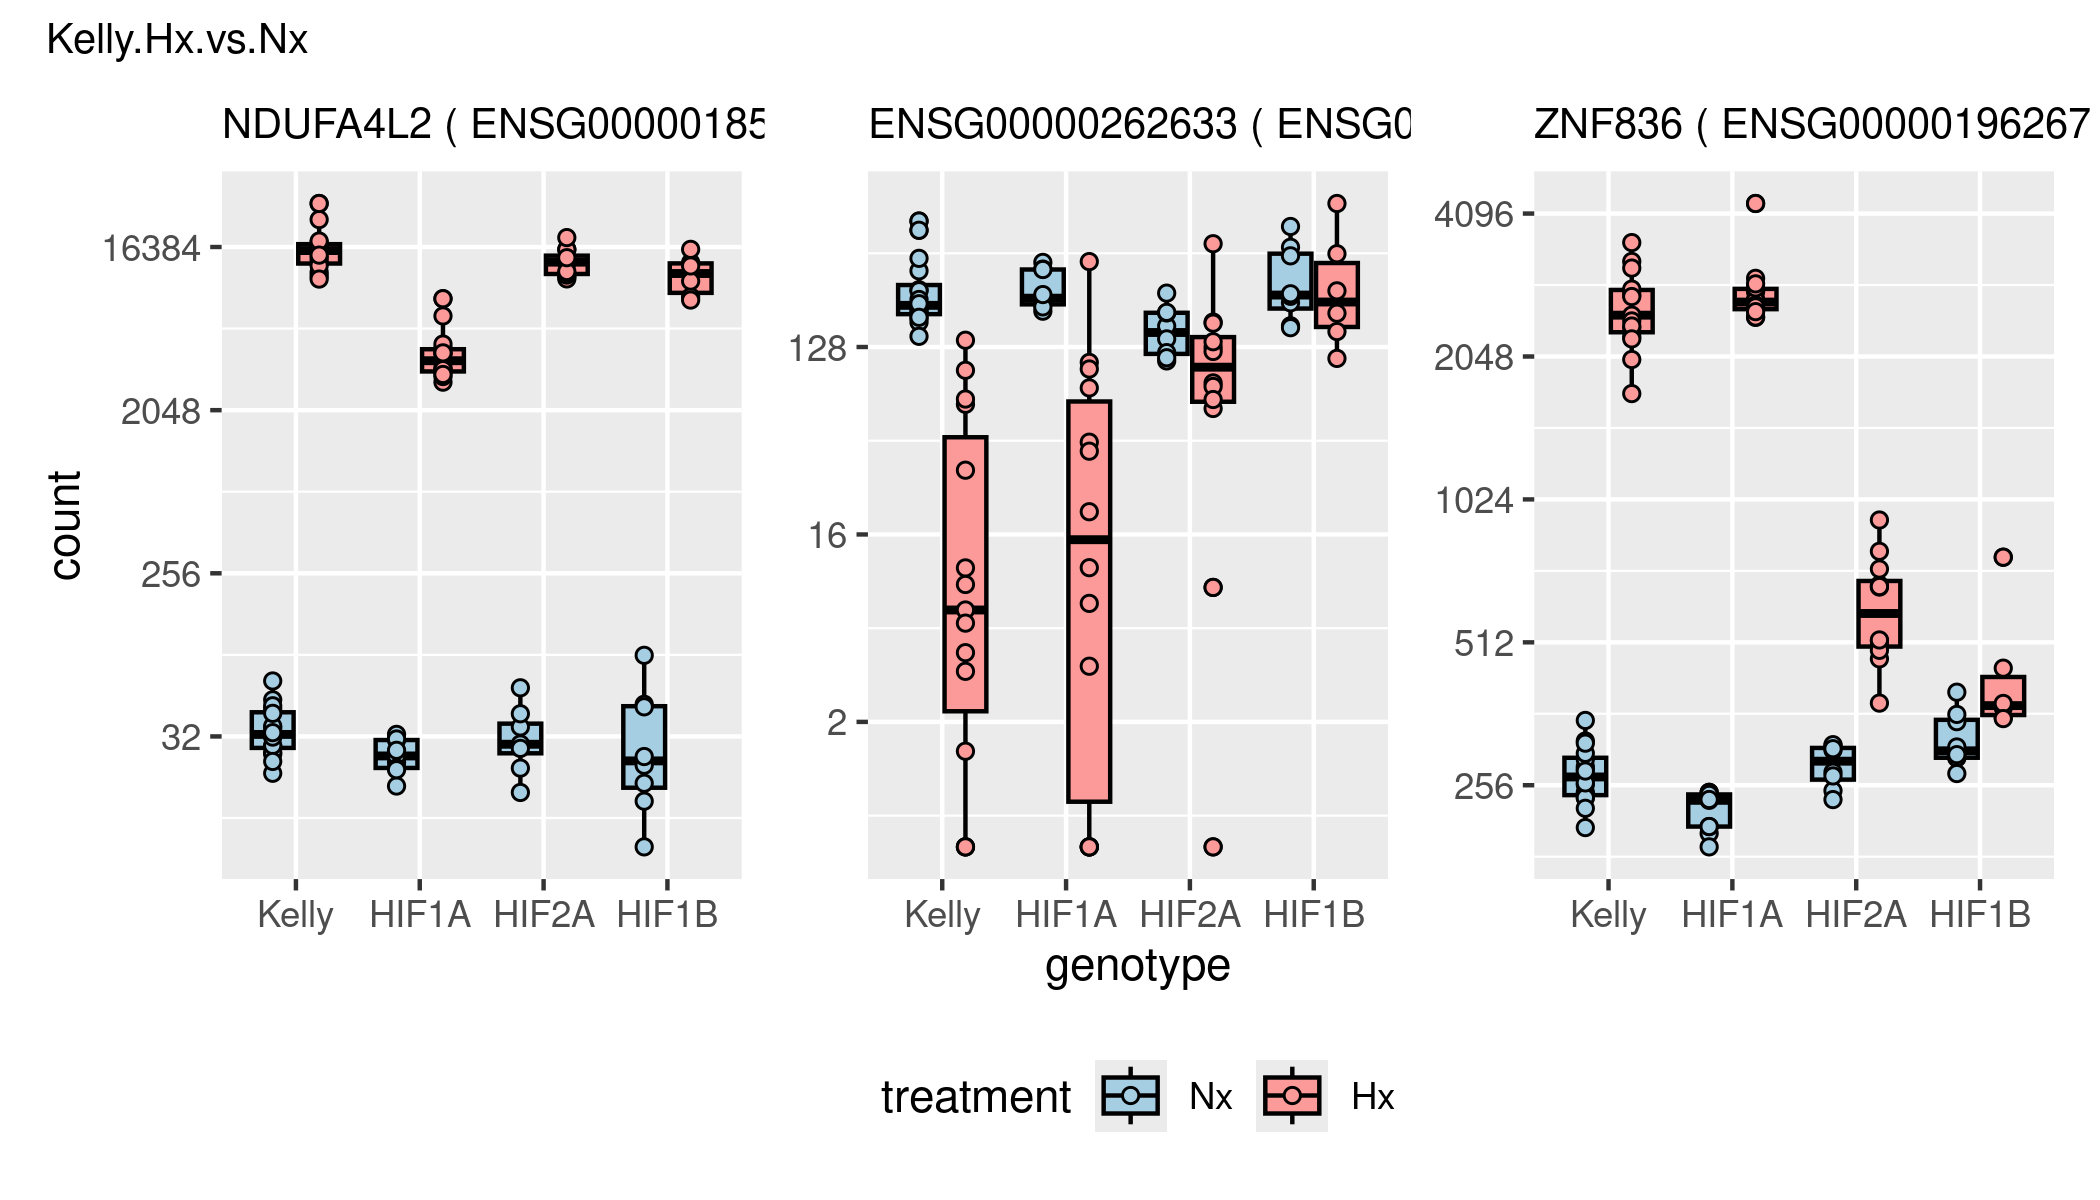 Kelly.Hx.vs.Nx
NDUFA4L2 ( ENSG00000185
ENSG00000262633 ( ENSG0
ZNF836 ( ENSG00000196267
count
16384
2048
256
32
128
16
2
4096
2048
1024
512
256
Kelly HIF1A HIF2A HIF1B
Kelly HIF1A HIF2A HIF1B
Kelly HIF1A HIF2A HIF1B
genotype
treatment Nx Hx